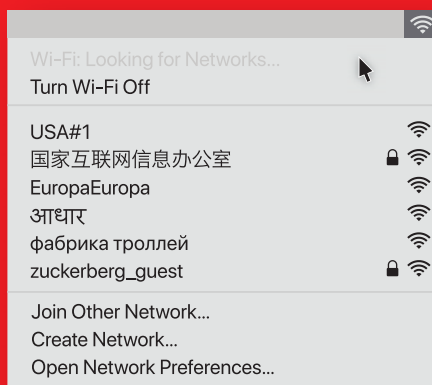 Wi-Fi: Looking for Networks...
Turn Wi-Fi Off
USA#1
国家互联网信息办公室
EuropaEuropa
आधार
фабрика троллей
zuckerberg_guest
Join Other Network...
Create Network...
Open Network Preferences...